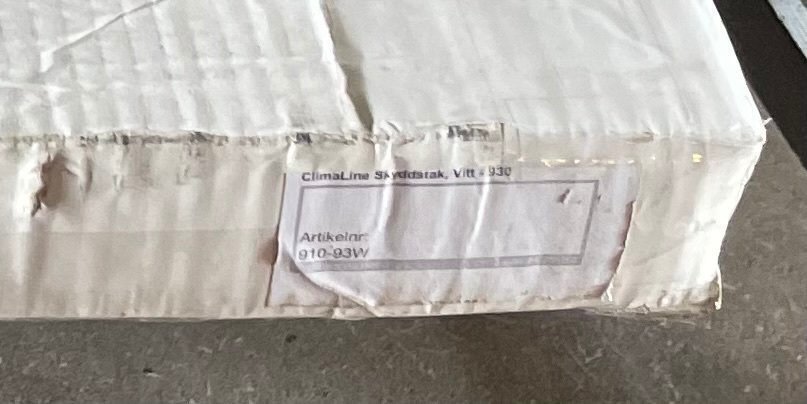 ClimaLine Skyddstak, Vitt - 930
Artikelnr:
910-93W